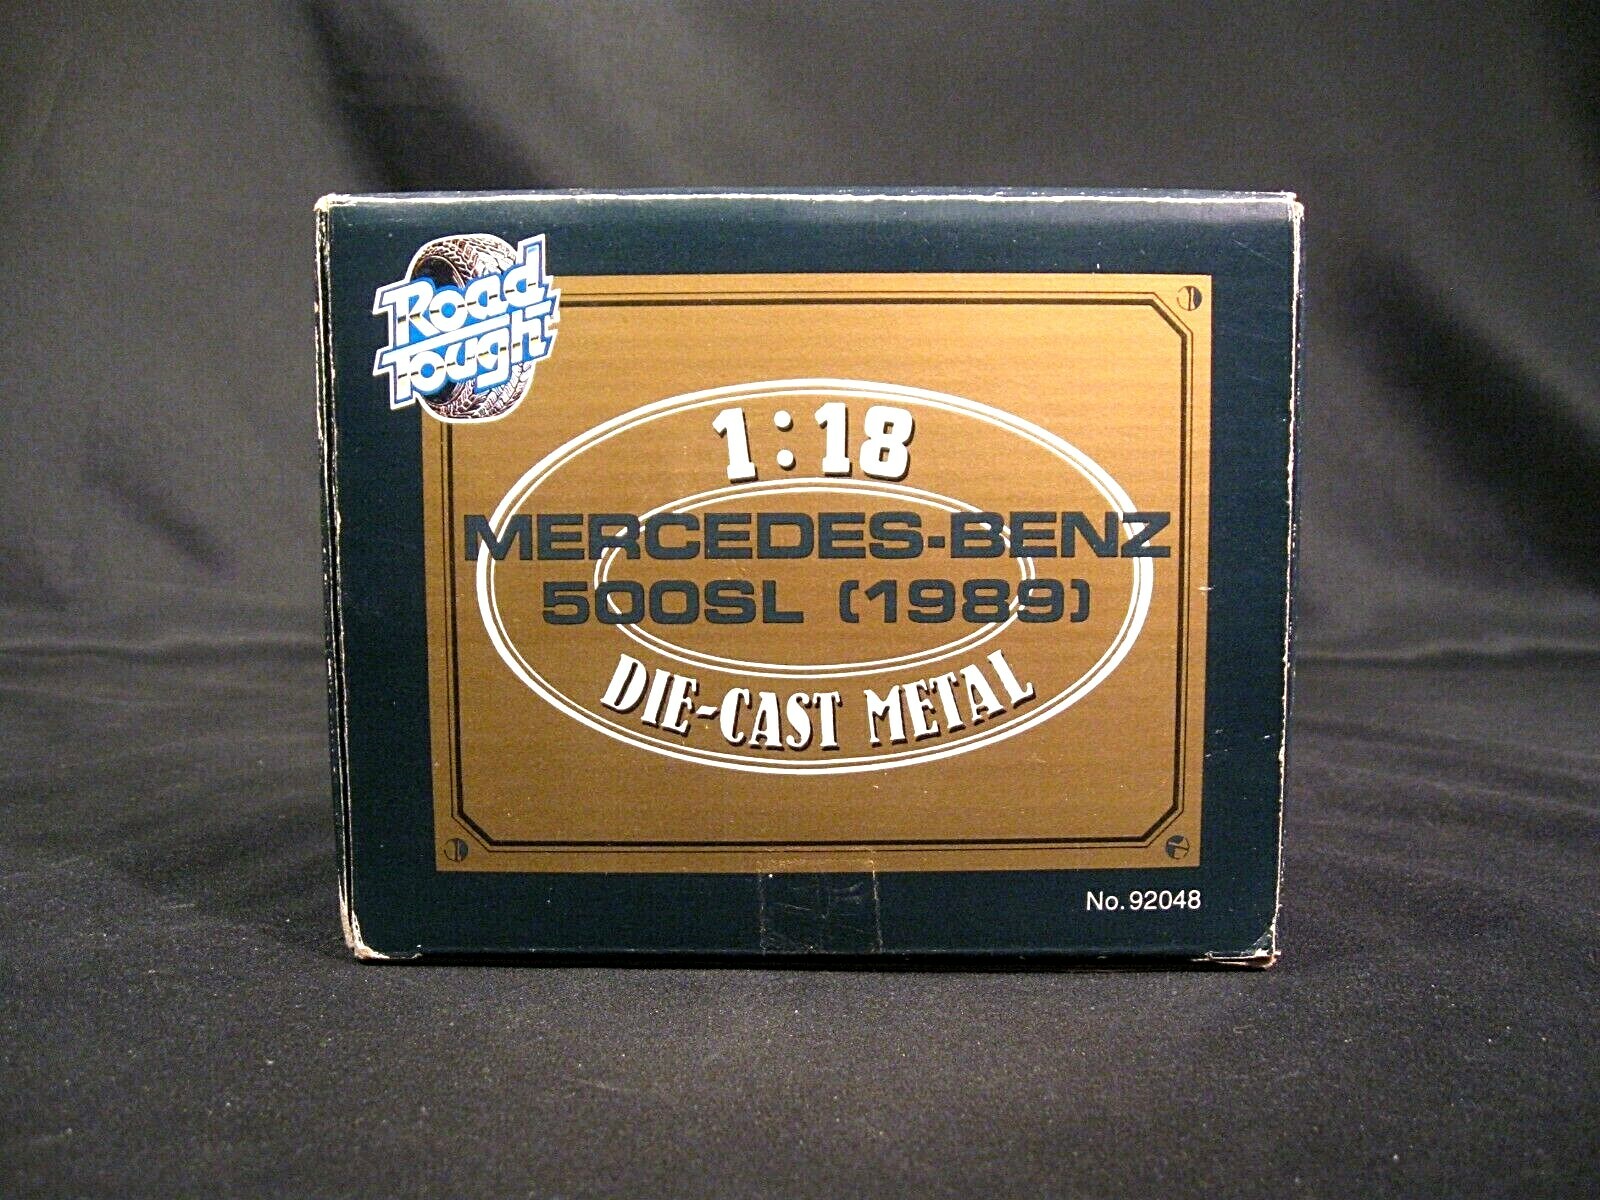 Road
Tough
1:18
MERCEDES-BENZ
500SL (1989)
DIE-CAST METAL
No. 92048